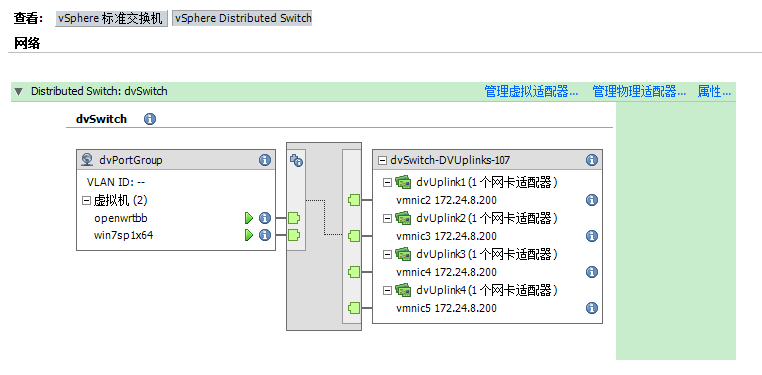 查看: vSphere 标准交换机 vSphere Distributed Switch
网络
Distributed Switch: dvSwitch 管理虚拟适配器... 管理物理适配器... 属性...
dvSwitch
dvPortGroup
VLAN ID: --
虚拟机 (2)
openwrtbb
win7sp1x64
dvSwitch-DVUplinks-107
dvUplink1 (1 个网卡适配器)
vmnic2 172.24.8.200
dvUplink2 (1 个网卡适配器)
vmnic3 172.24.8.200
dvUplink3 (1 个网卡适配器)
vmnic4 172.24.8.200
dvUplink4 (1 个网卡适配器)
vmnic5 172.24.8.200